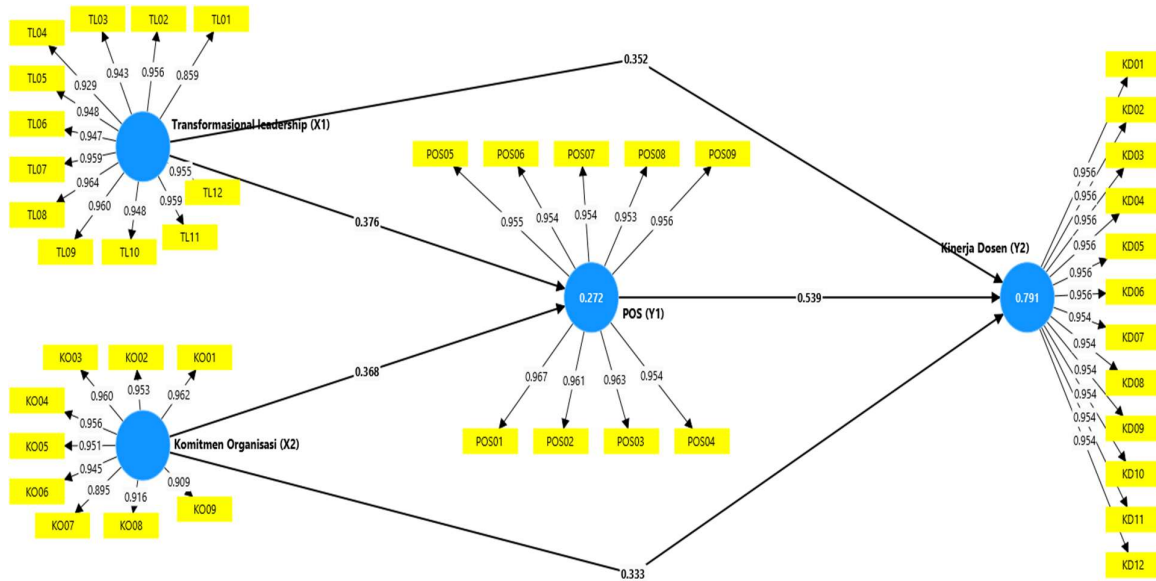 TL04
TL03
TL02
TL01
TL05
TL06
TL07
TL08
TL09
TL10
TL11
TL12
0.929
0.943
0.956
0.859
0.948
0.947
0.959
0.964
0.960
0.948
0.959
0.955
Transformasional leadership (X1)
0.352
0.376
KO03
KO02
KO01
KO04
KO05
KO06
KO07
KO08
KO09
0.960
0.953
0.962
0.956
0.951
0.945
0.895
0.916
0.909
Komitmen Organisasi (X2)
0.368
0.333
POS05
POS06
POS07
POS08
POS09
0.955
0.954
0.954
0.953
0.956
0.272
POS (Y1)
0.967
0.961
0.963
0.954
POS01
POS02
POS03
POS04
0.539
Kinerja Dosen (Y2)
0.791
0.956
0.956
0.956
0.956
0.956
0.956
0.954
0.954
0.954
0.954
0.954
0.954
KD01
KD02
KD03
KD04
KD05
KD06
KD07
KD08
KD09
KD10
KD11
KD12